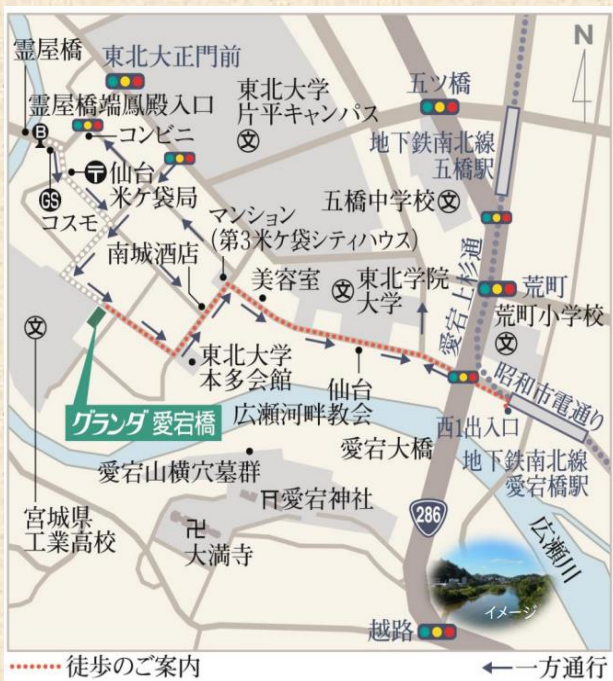 霊屋橋
東北大正門前
東北大学
片平キャンパス
文
五ツ橋
N
霊屋橋端鳳殿入口
B
コンビニ
地下鉄南北線
五橋駅
〒仙台
米ケ袋局
GS
コスモ
五橋中学校
文
マンション
(第3米ケ袋シティハウス)
南城酒店
美容室
文
東北学院
大学
愛宕上杉通
荒町
荒町小学校
文
文
東北大学
本多会館
仙台
広瀬河畔教会
昭和市電通り
グランダ 愛宕橋
西1出入口
愛宕大橋
地下鉄南北線
愛宕橋駅
愛宕山横穴墓群
愛宕神社
宮城県
工業高校
卍
大満寺
286
広瀬川
イメージ
越路
徒歩のご案内
←一方通行